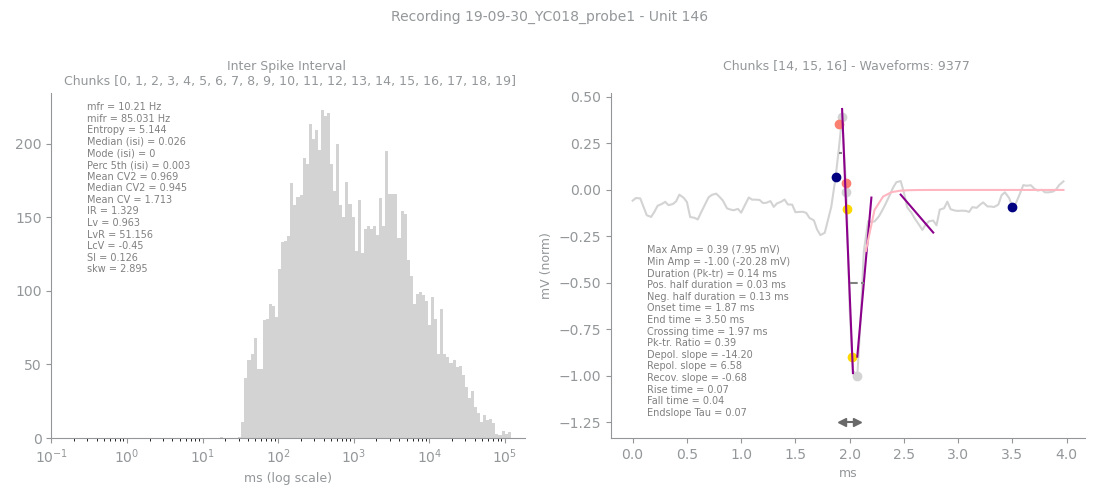 Recording 19-09-30_YC018_probe1 - Unit 146
Inter Spike Interval
Chunks [0, 1, 2, 3, 4, 5, 6, 7, 8, 9, 10, 11, 12, 13, 14, 15, 16, 17, 18, 19]
mfr = 10.21 Hz
mifr = 85.031 Hz
Entropy = 5.144
Median (isi) = 0.026
Mode (isi) = 0
Perc 5th (isi) = 0.003
Mean CV2 = 0.969
Median CV2 = 0.945
Mean CV = 1.713
IR = 1.329
Lv = 0.963
LvR = 51.156
LcV = -0.45
SI = 0.126
skw = 2.895
200
150
100
50
0
10⁻¹ 10⁰ 10¹ 10² 10³ 10⁴ 10⁵
ms (log scale)
Chunks [14, 15, 16] - Waveforms: 9377
mV (norm)
0.50
0.25
0.00
−0.25
−0.50
−0.75
−1.00
−1.25
Max Amp = 0.39 (7.95 mV)
Min Amp = -1.00 (-20.28 mV)
Duration (Pk-tr) = 0.14 ms
Pos. half duration = 0.03 ms
Neg. half duration = 0.13 ms
Onset time = 1.87 ms
End time = 3.50 ms
Crossing time = 1.97 ms
Pk-tr. Ratio = 0.39
Depol. slope = -14.20
Repol. slope = 6.58
Recov. slope = -0.68
Rise time = 0.07
Fall time = 0.04
Endslope Tau = 0.07
0.0 0.5 1.0 1.5 2.0 2.5 3.0 3.5 4.0
ms